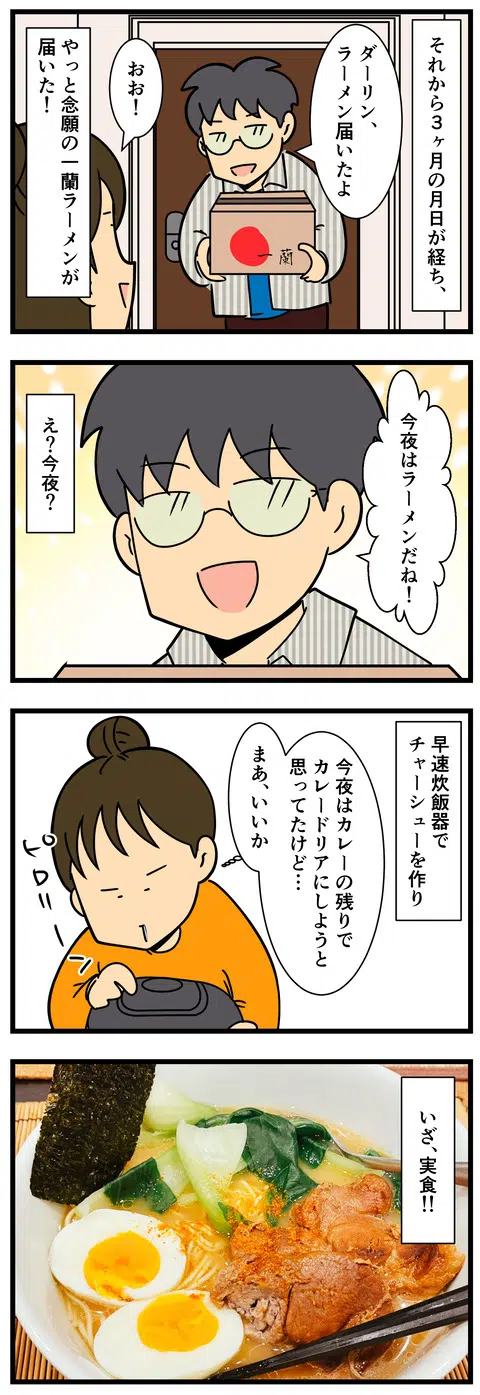 それから3ヶ月の月日が経ち、
ダーリン、
ラーメン届いたよ
一蘭
おお！
やっと念願の一蘭ラーメンが
届いた！
今夜はラーメンだね！
え？今夜？
早速炊飯器で
チャーシューを作り
今夜はカレーの残りで
カレードリアにしようと
思ってたけど…
まあ、いいか
ピロリーー
いざ、実食!!